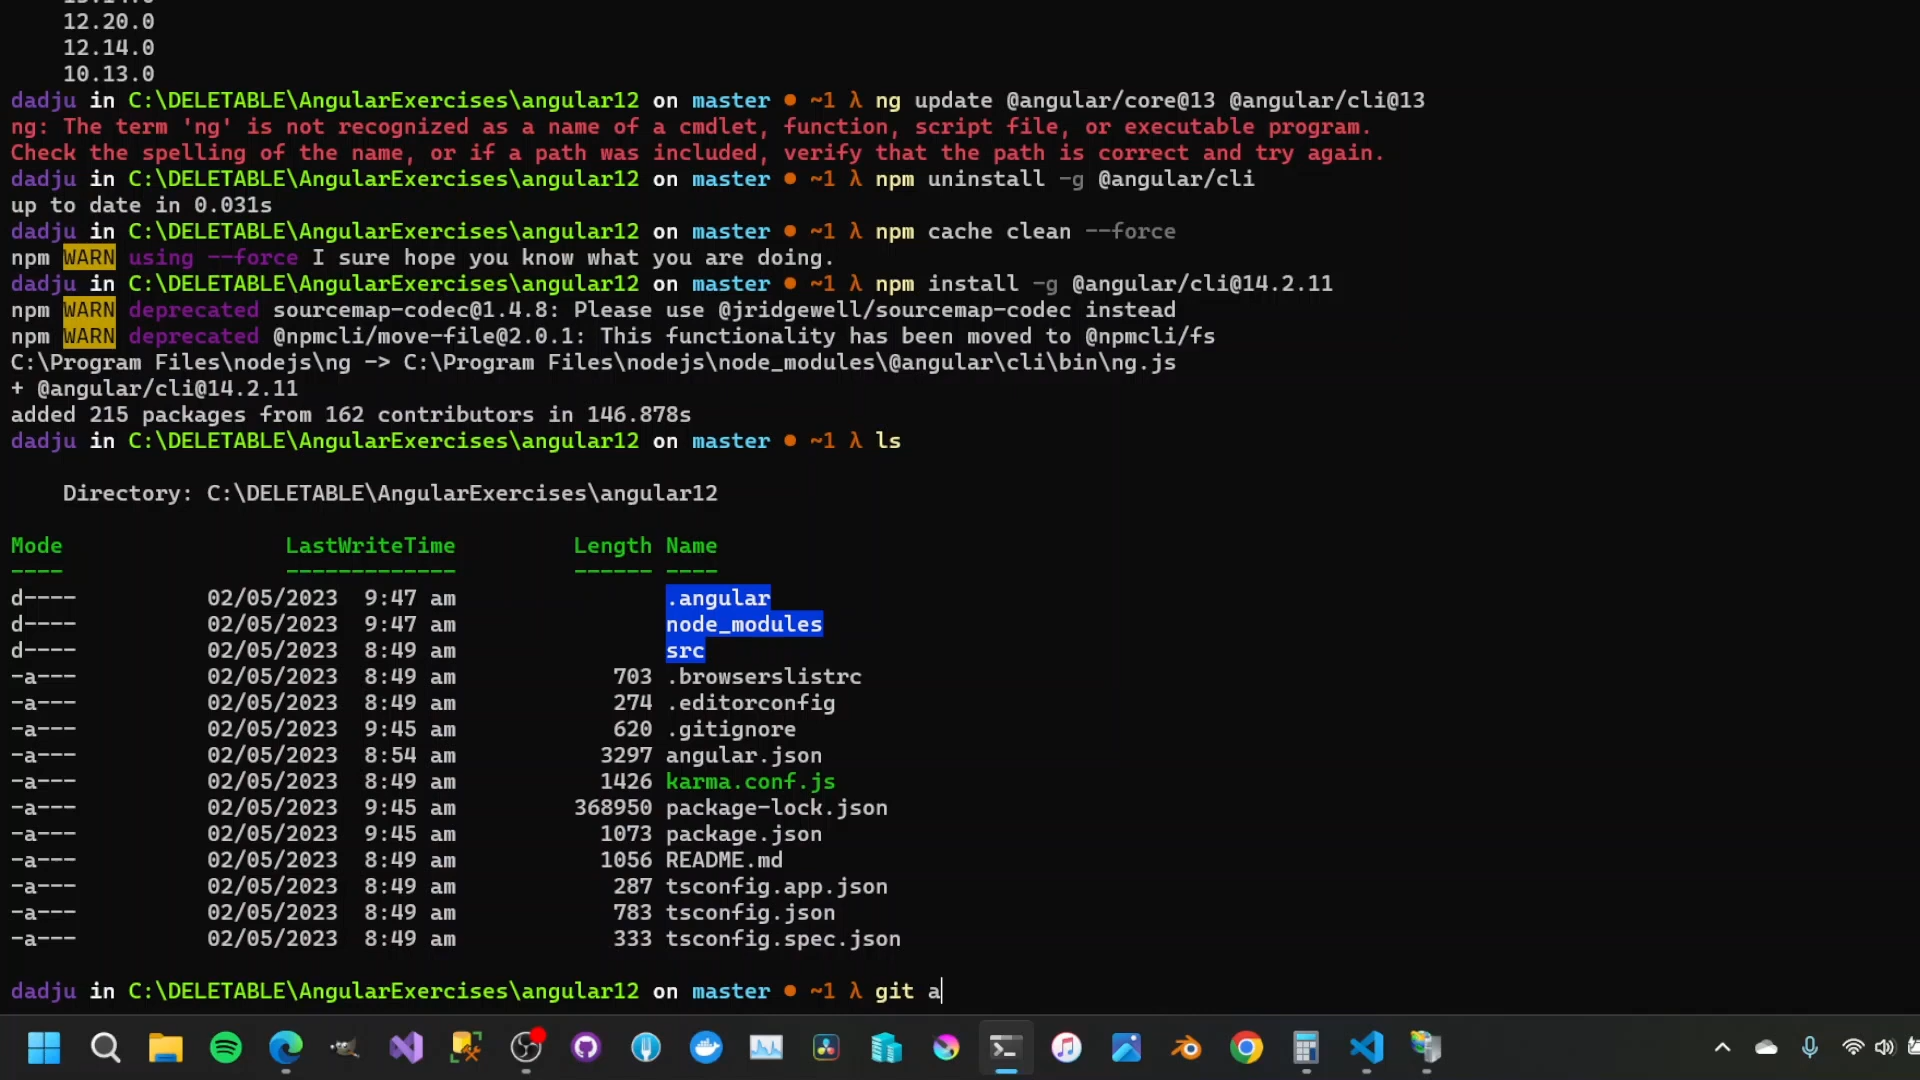 12.20.0
12.14.0
10.13.0
dadju in C:\DELETABLE\AngularExercises\angular12 on master ● ~1 λ ng update @angular/core@13 @angular/cli@13
ng: The term 'ng' is not recognized as a name of a cmdlet, function, script file, or executable program.
Check the spelling of the name, or if a path was included, verify that the path is correct and try again.
dadju in C:\DELETABLE\AngularExercises\angular12 on master ● ~1 λ npm uninstall -g @angular/cli
up to date in 0.031s
dadju in C:\DELETABLE\AngularExercises\angular12 on master ● ~1 λ npm cache clean --force
npm WARN using --force I sure hope you know what you are doing.
dadju in C:\DELETABLE\AngularExercises\angular12 on master ● ~1 λ npm install -g @angular/cli@14.2.11
npm WARN deprecated sourcemap-codec@1.4.8: Please use @jridgewell/sourcemap-codec instead
npm WARN deprecated @npmcli/move-file@2.0.1: This functionality has been moved to @npmcli/fs
C:\Program Files\nodejs\ng -> C:\Program Files\nodejs\node_modules\@angular\cli\bin\ng.js
+ @angular/cli@14.2.11
added 215 packages from 162 contributors in 146.878s
dadju in C:\DELETABLE\AngularExercises\angular12 on master ● ~1 λ ls
Directory: C:\DELETABLE\AngularExercises\angular12
Mode LastWriteTime Length Name
---- ------------- ------ ----
d---- 02/05/2023 9:47 am .angular
d---- 02/05/2023 9:47 am node_modules
d---- 02/05/2023 8:49 am src
-a--- 02/05/2023 8:49 am 703 .browserslistrc
-a--- 02/05/2023 8:49 am 274 .editorconfig
-a--- 02/05/2023 9:45 am 620 .gitignore
-a--- 02/05/2023 8:54 am 3297 angular.json
-a--- 02/05/2023 8:49 am 1426 karma.conf.js
-a--- 02/05/2023 9:45 am 368950 package-lock.json
-a--- 02/05/2023 9:45 am 1073 package.json
-a--- 02/05/2023 8:49 am 1056 README.md
-a--- 02/05/2023 8:49 am 287 tsconfig.app.json
-a--- 02/05/2023 8:49 am 783 tsconfig.json
-a--- 02/05/2023 8:49 am 333 tsconfig.spec.json
dadju in C:\DELETABLE\AngularExercises\angular12 on master ● ~1 λ git a